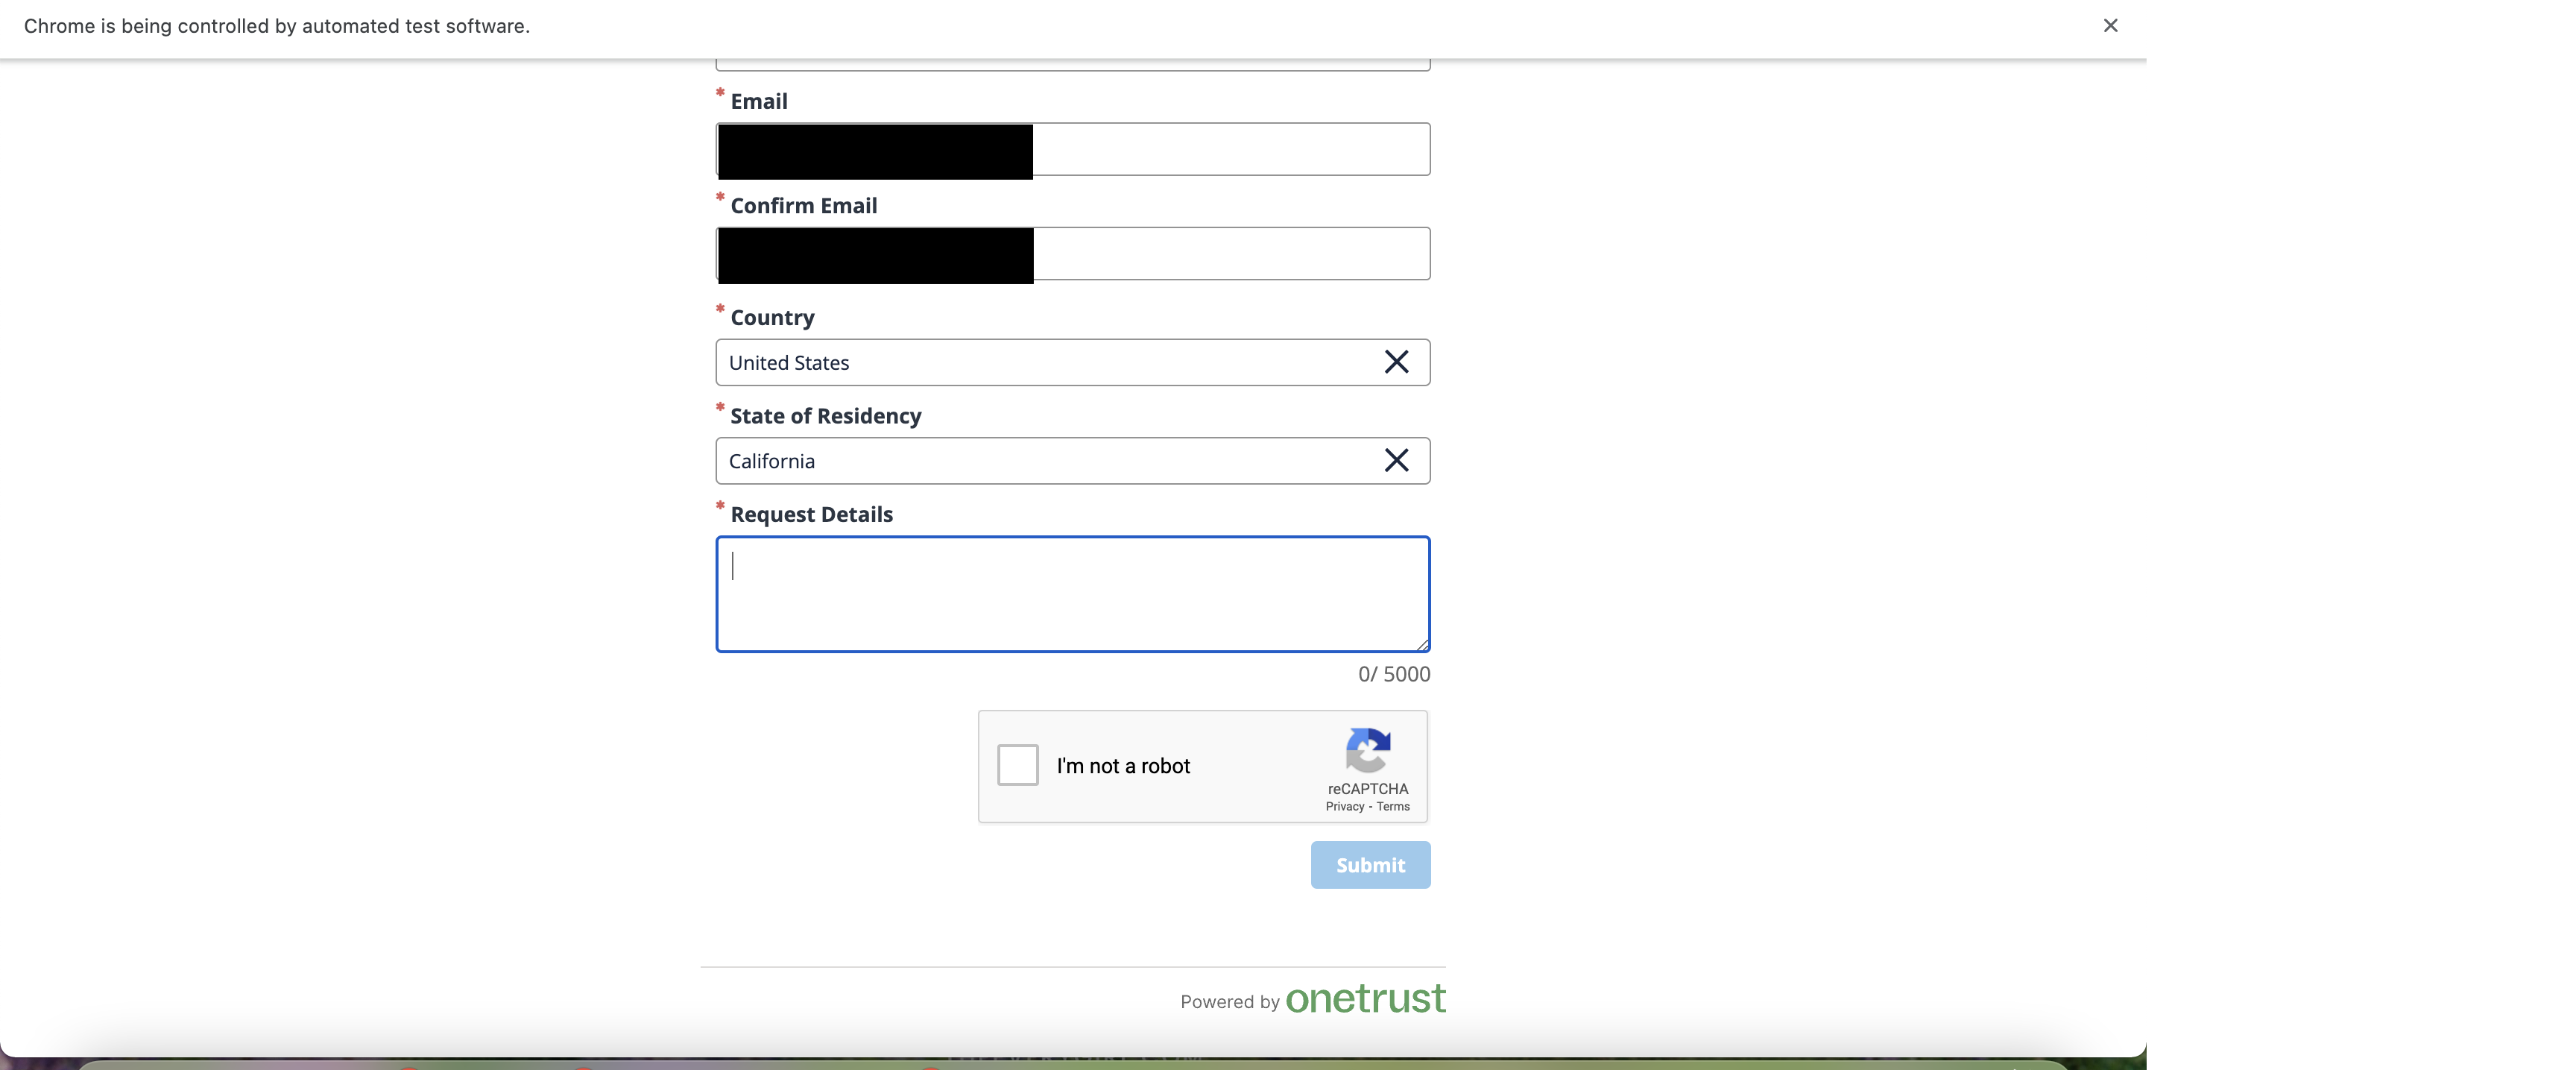 Chrome is being controlled by automated test software.
* Email
* Confirm Email
* Country
United States
* State of Residency
California
* Request Details
0/ 5000
I'm not a robot
reCAPTCHA
Privacy - Terms
Submit
Powered by onetrust